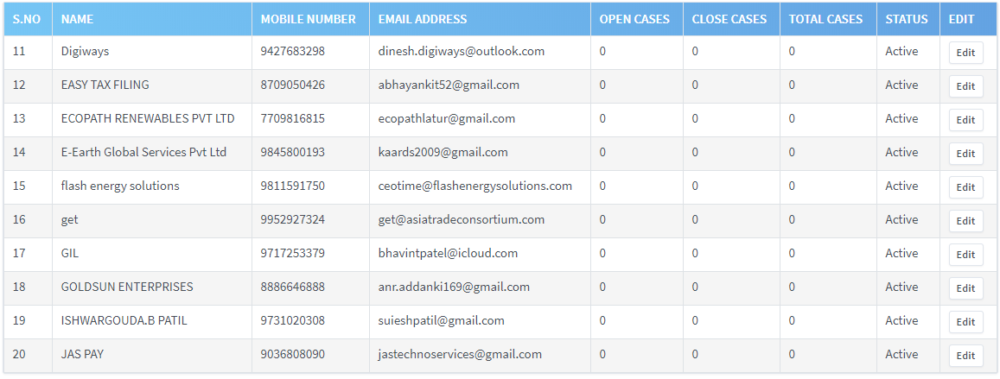 S.NO NAME MOBILE NUMBER EMAIL ADDRESS OPEN CASES CLOSE CASES TOTAL CASES STATUS EDIT
11 Digiways 9427683298 dinesh.digiways@outlook.com 0 0 0 Active Edit
12 EASY TAX FILING 8709050426 abhayankit52@gmail.com 0 0 0 Active Edit
13 ECOPATH RENEWABLES PVT LTD 7709816815 ecopathlatur@gmail.com 0 0 0 Active Edit
14 E-Earth Global Services Pvt Ltd 9845800193 kaards2009@gmail.com 0 0 0 Active Edit
15 flash energy solutions 9811591750 ceotime@flashenergysolutions.com 0 0 0 Active Edit
16 get 9952927324 get@asiatradeconsortium.com 0 0 0 Active Edit
17 GIL 9717253379 bhavintpatel@icloud.com 0 0 0 Active Edit
18 GOLDSUN ENTERPRISES 8886646888 anr.addanki169@gmail.com 0 0 0 Active Edit
19 ISHWARGOUDA.B PATIL 9731020308 suieshpatil@gmail.com 0 0 0 Active Edit
20 JAS PAY 9036808090 jastechnoservices@gmail.com 0 0 0 Active Edit